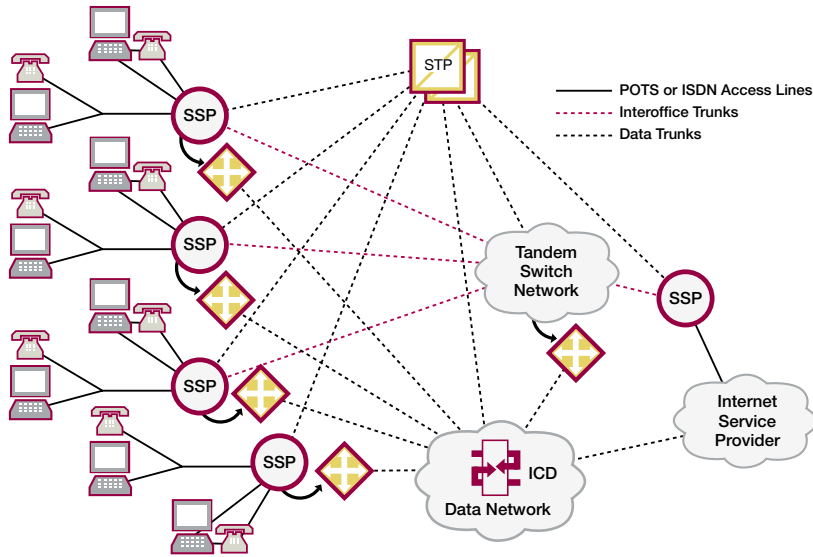 STP
POTS or ISDN Access Lines
Interoffice Trunks
Data Trunks
SSP
SSP
Tandem
Switch
Network
SSP
SSP
Internet
Service
Provider
SSP
ICD
Data Network